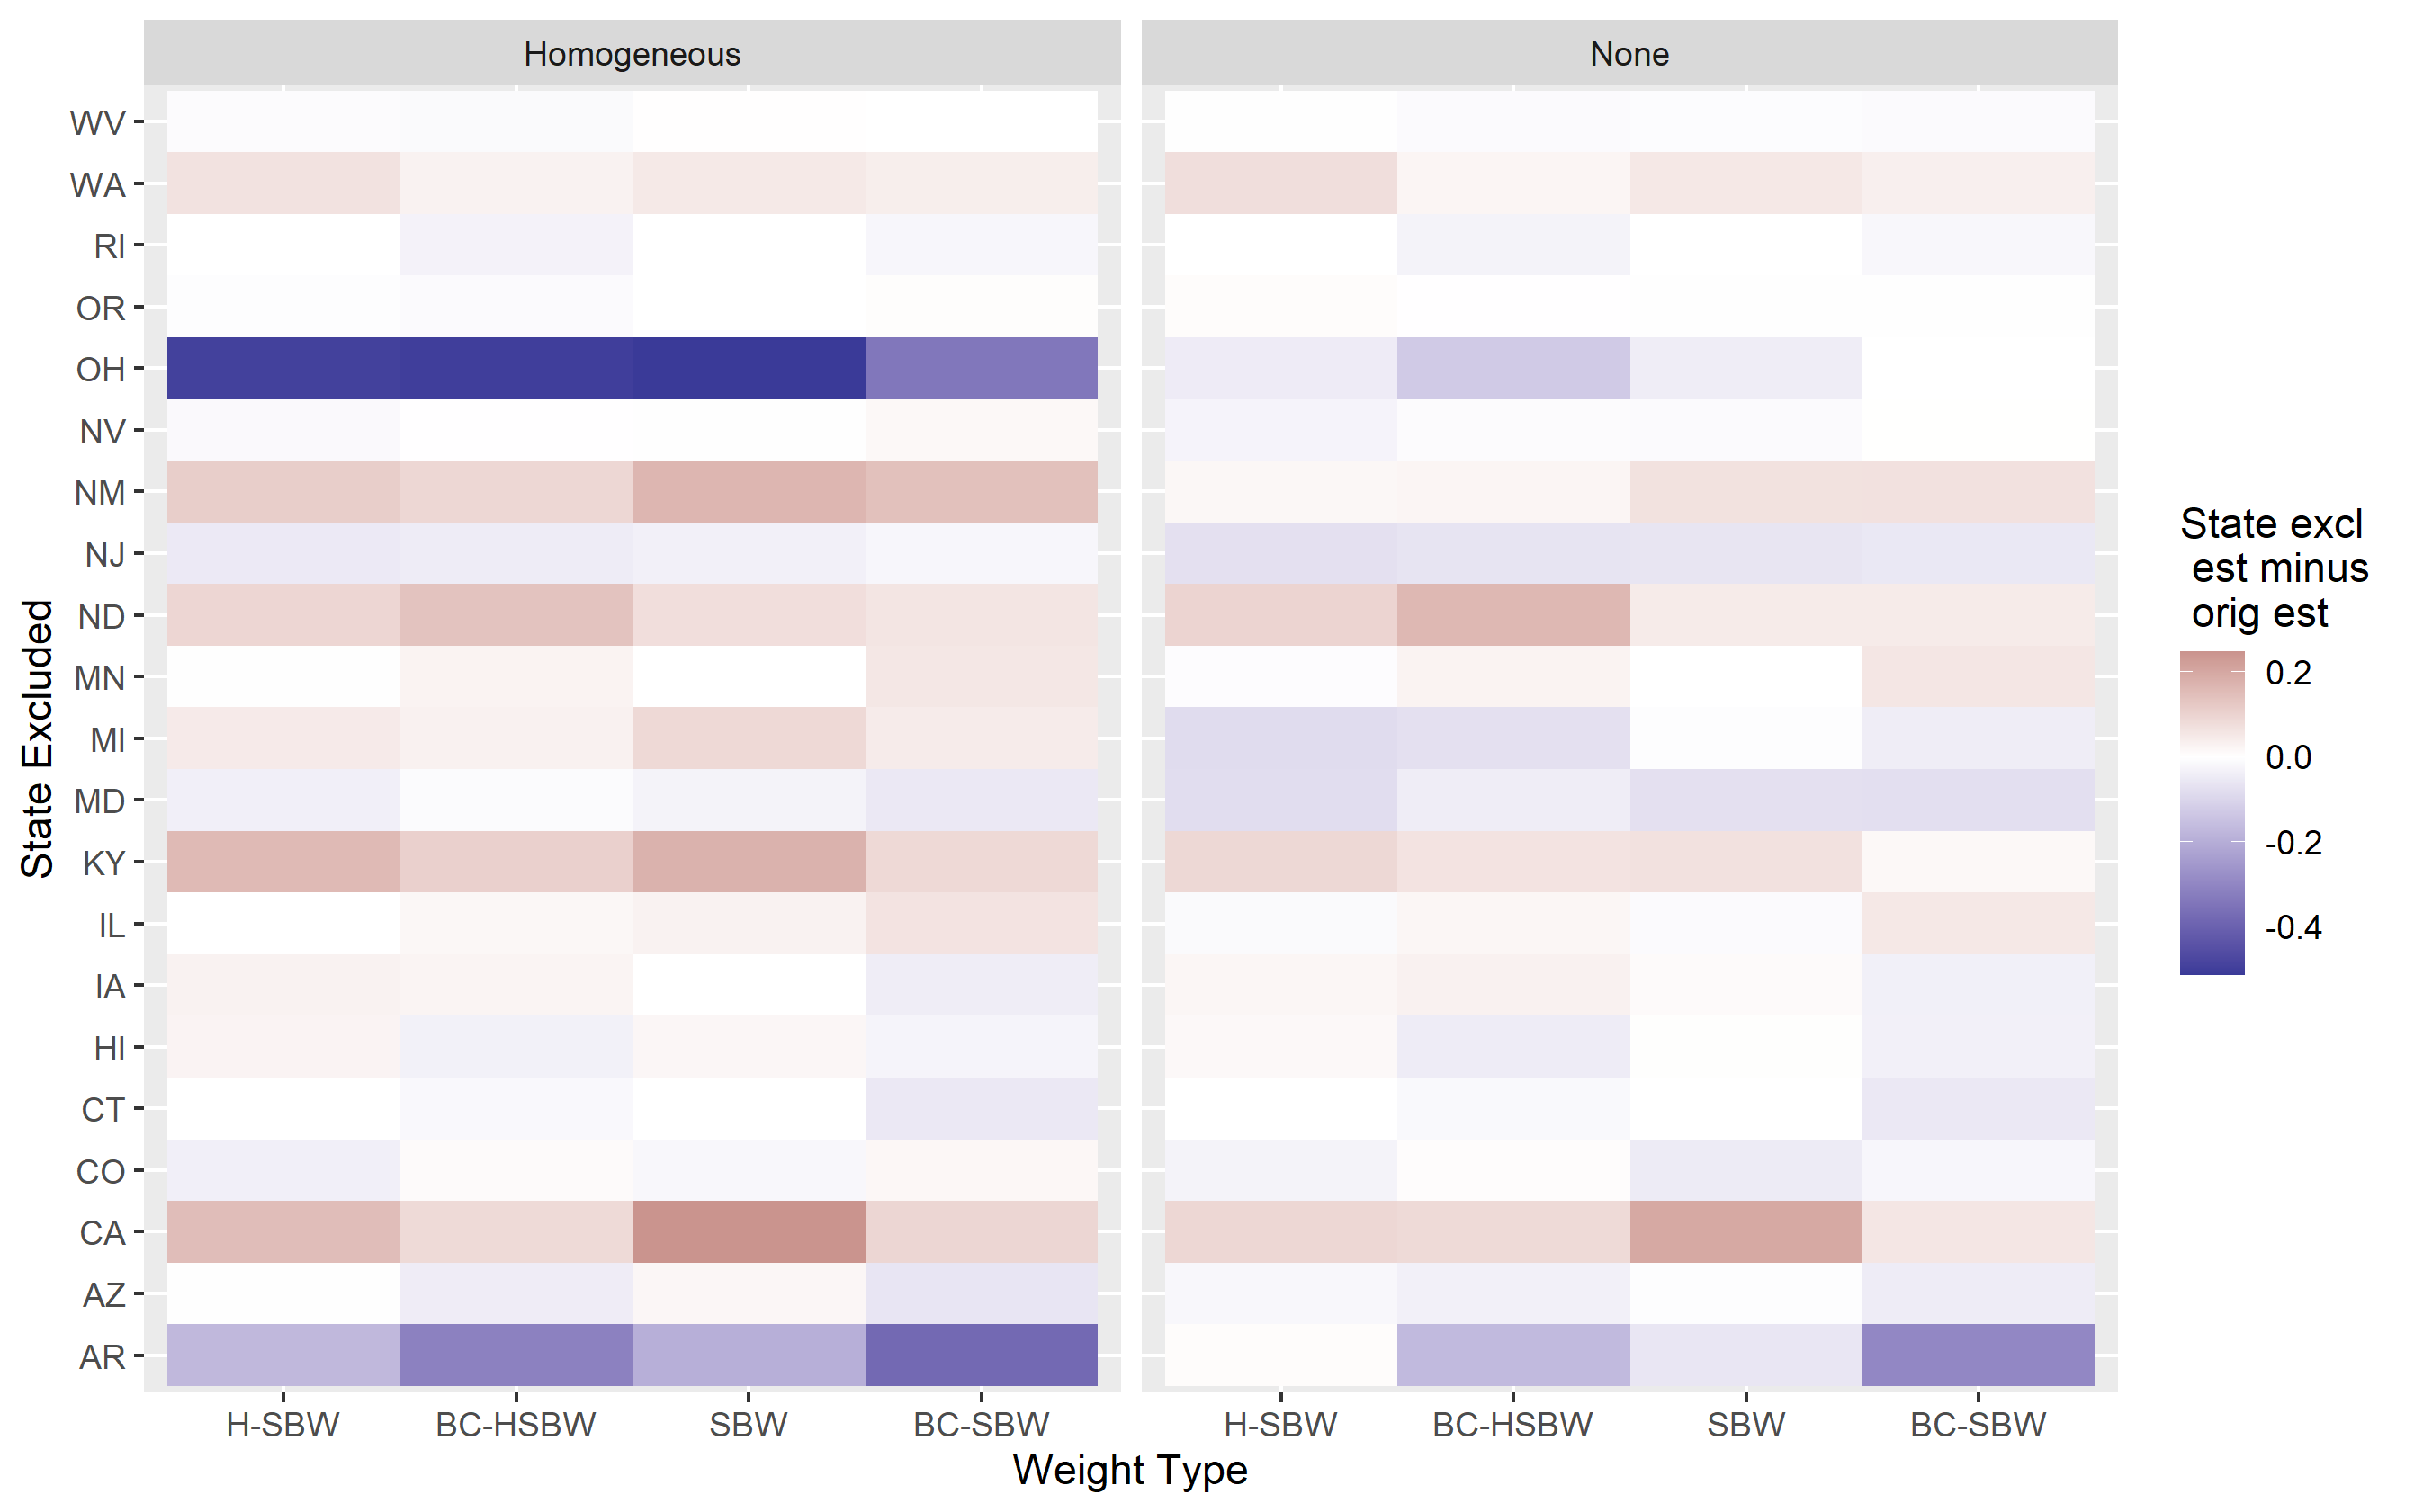 Homogeneous
None
WV
WA
RI
OR
OH
NV
NM
NJ
ND
MN
MI
MD
KY
IL
IA
HI
CT
CO
CA
AZ
AR
State Excluded
H-SBW BC-HSBW SBW BC-SBW
H-SBW BC-HSBW SBW BC-SBW
Weight Type
State excl
est minus
orig est
0.2
0.0
-0.2
-0.4